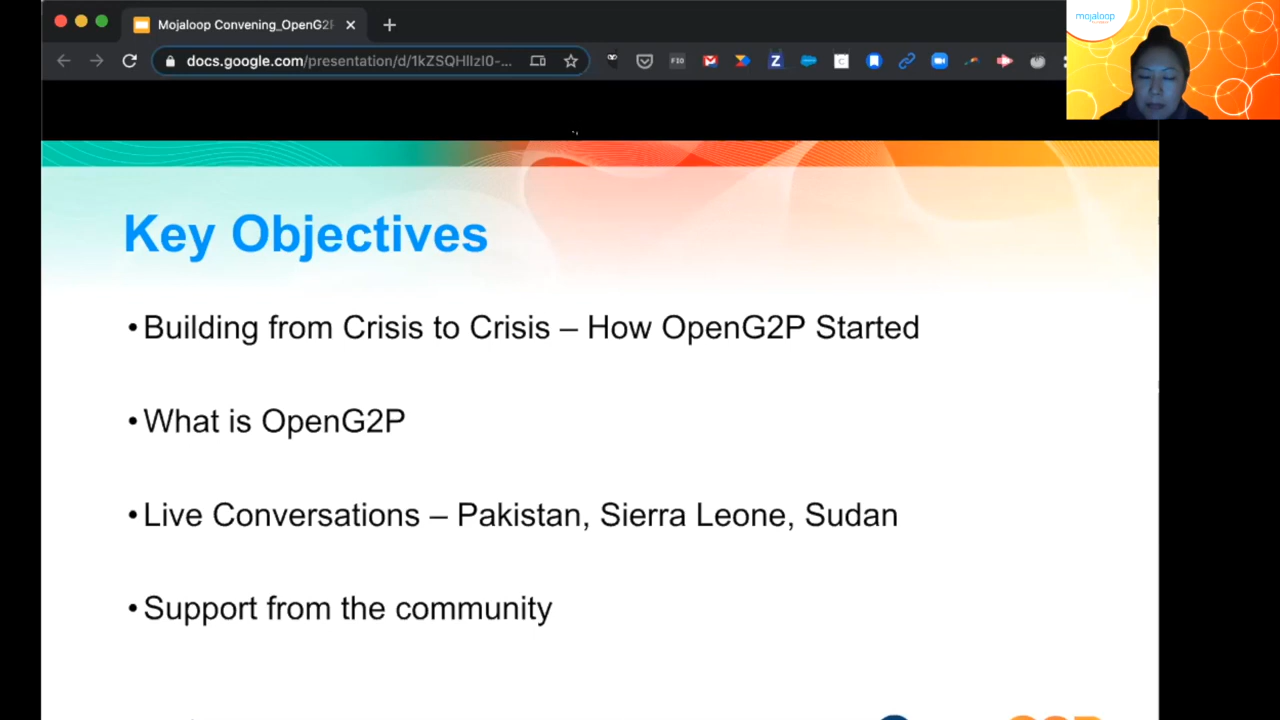 Mojaloop Convening_OpenG2P
docs.google.com/presentation/d/1kZSQHIIzI0-...
mojaloop
Key Objectives
•Building from Crisis to Crisis – How OpenG2P Started
•What is OpenG2P
•Live Conversations – Pakistan, Sierra Leone, Sudan
•Support from the community